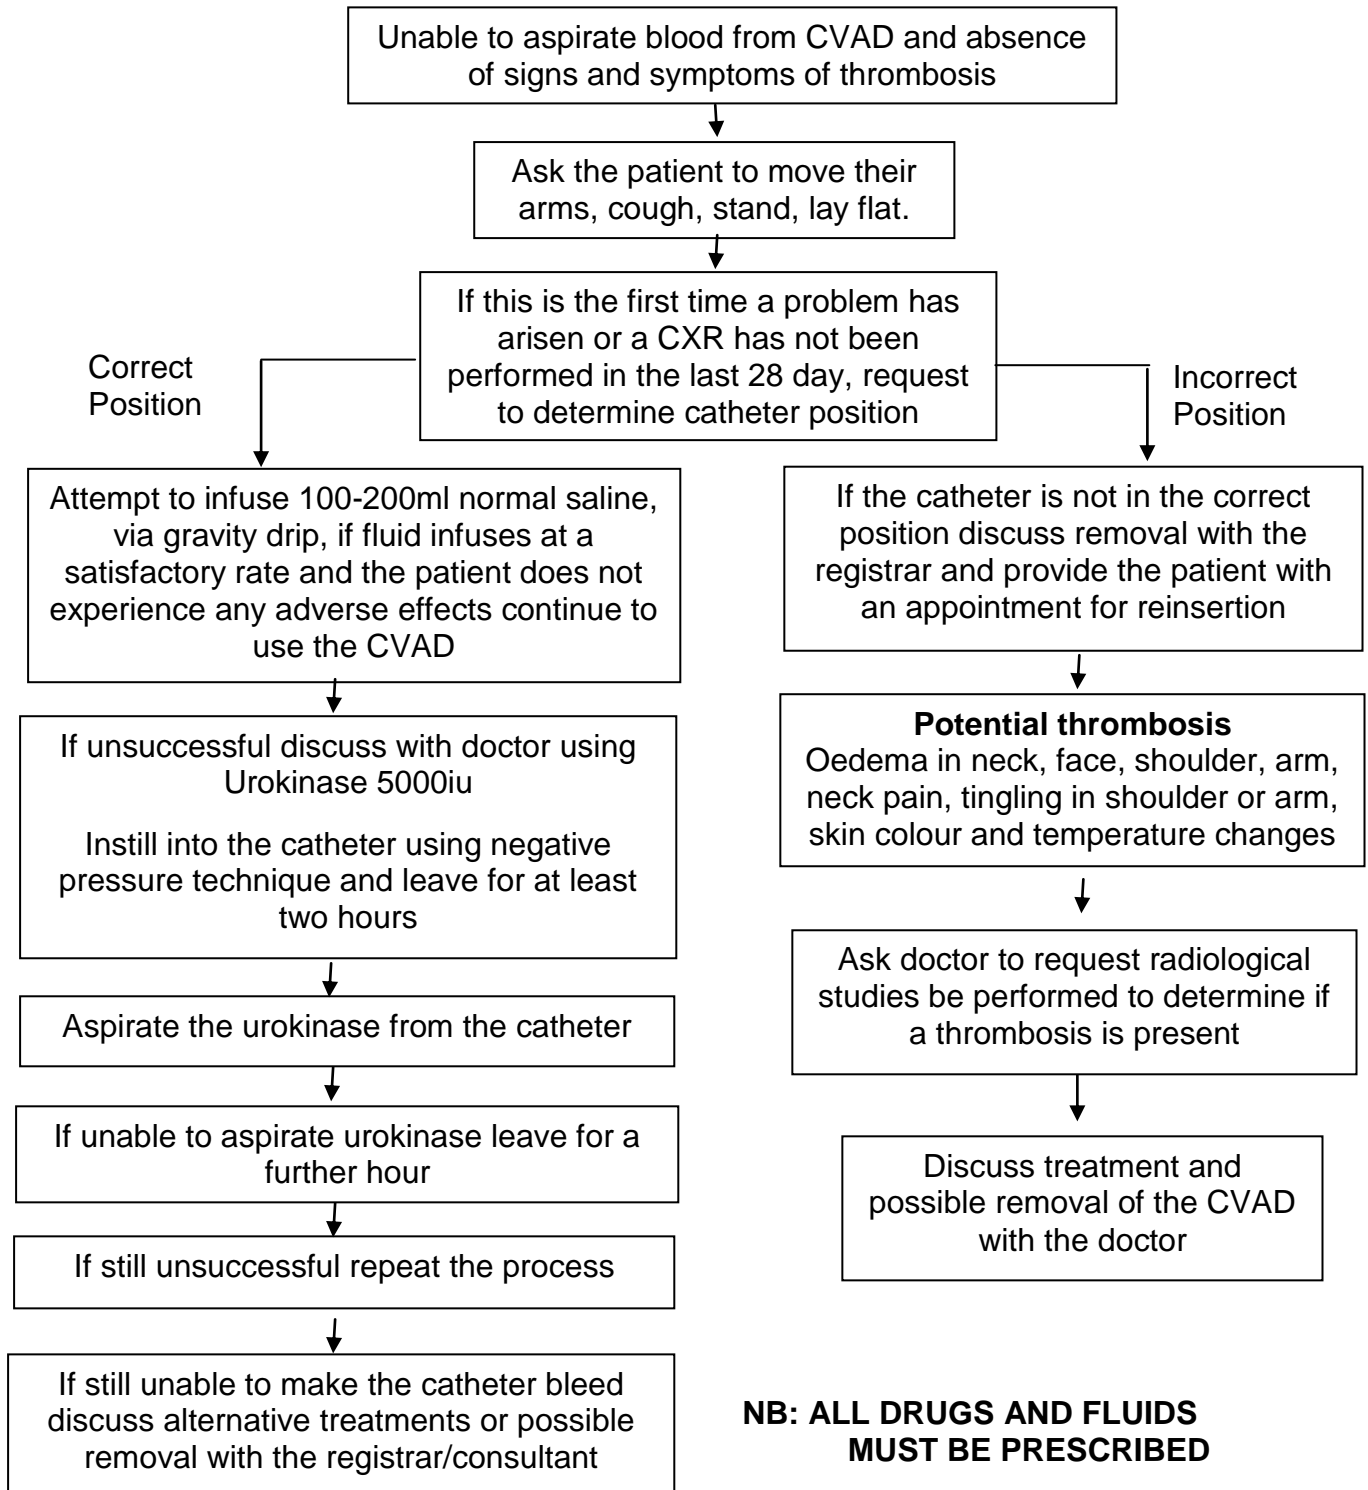 Unable to aspirate blood from CVAD and absence
of signs and symptoms of thrombosis
Ask the patient to move their
arms, cough, stand, lay flat.
If this is the first time a problem has
arisen or a CXR has not been
performed in the last 28 day, request
to determine catheter position
Correct
Position
Incorrect
Position
Attempt to infuse 100-200ml normal saline,
via gravity drip, if fluid infuses at a
satisfactory rate and the patient does not
experience any adverse effects continue to
use the CVAD
If unsuccessful discuss with doctor using
Urokinase 5000iu
Instill into the catheter using negative
pressure technique and leave for at least
two hours
Aspirate the urokinase from the catheter
If unable to aspirate urokinase leave for a
further hour
If still unsuccessful repeat the process
If still unable to make the catheter bleed
discuss alternative treatments or possible
removal with the registrar/consultant
If the catheter is not in the correct
position discuss removal with the
registrar and provide the patient with
an appointment for reinsertion
Potential thrombosis
Oedema in neck, face, shoulder, arm,
neck pain, tingling in shoulder or arm,
skin colour and temperature changes
Ask doctor to request radiological
studies be performed to determine if
a thrombosis is present
Discuss treatment and
possible removal of the CVAD
with the doctor
NB: ALL DRUGS AND FLUIDS
MUST BE PRESCRIBED